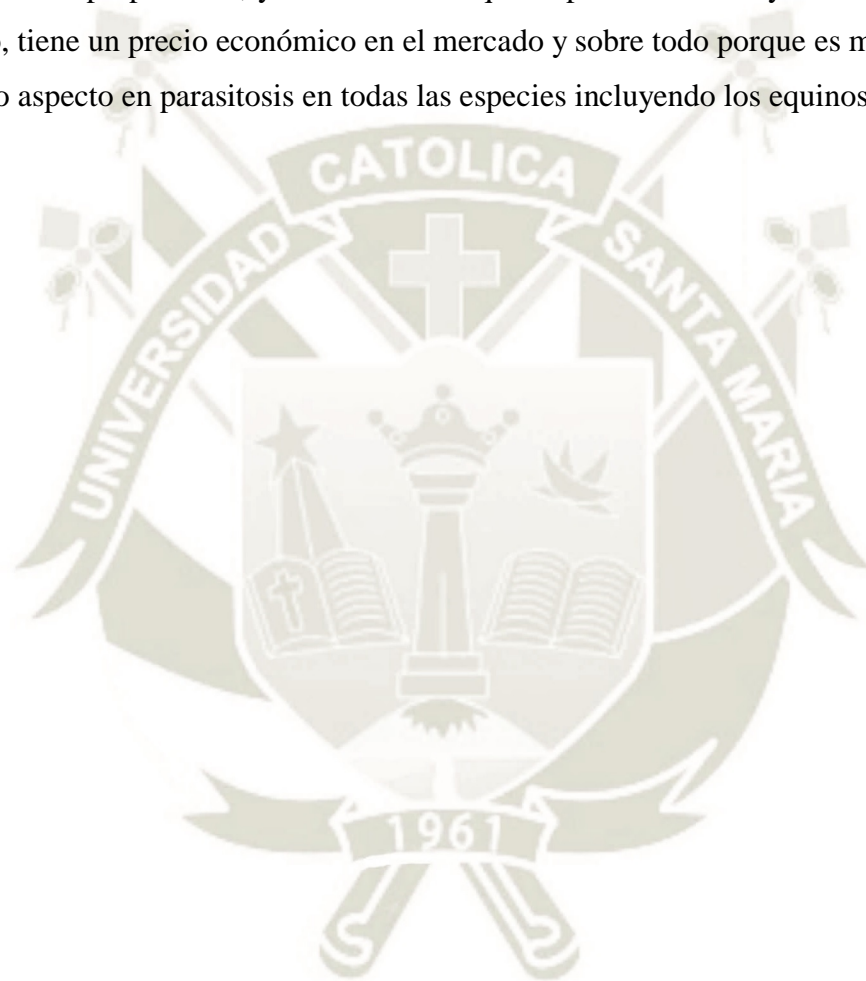 , tiene un precio económico en el mercado y sobre todo porque es m
o aspecto en parasitosis en todas las especies incluyendo los equinos
UNIVERSIDAD CATOLICA SANTA MARIA
1961